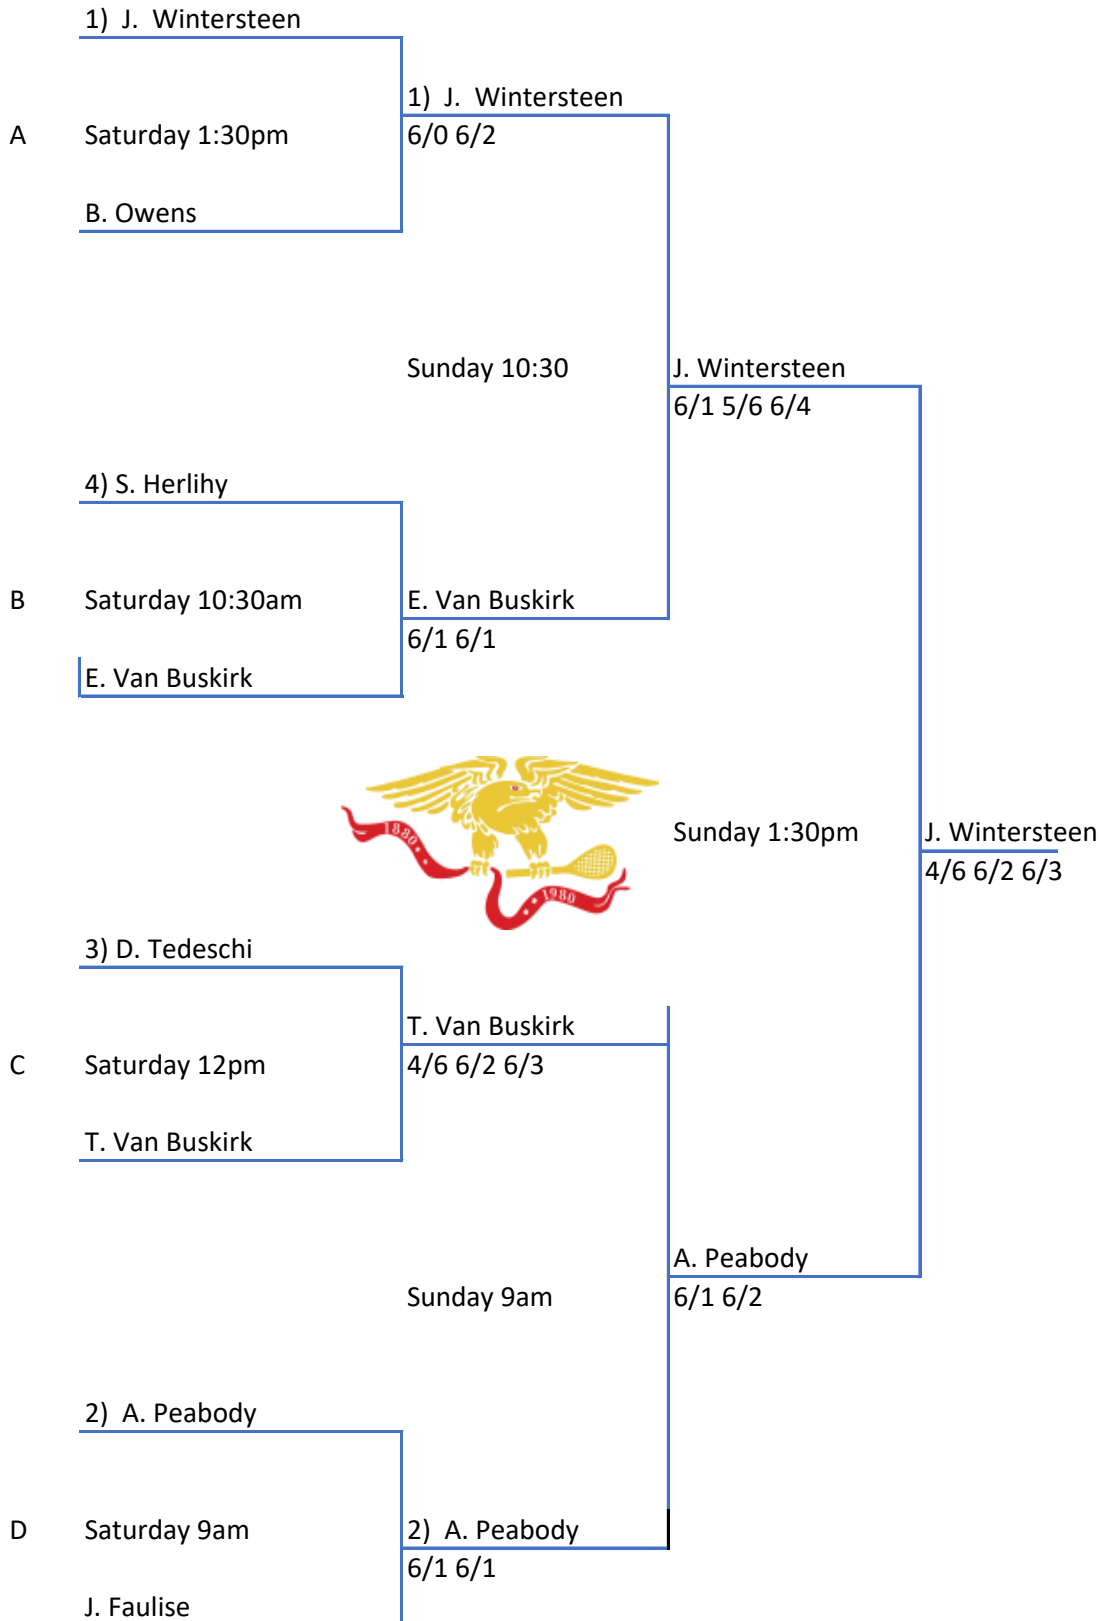 1)  J.  Wintersteen
1)  J.  Wintersteen
A Saturday 1:30pm 6/0 6/2
B. Owens
Sunday 10:30 J. Wintersteen
6/1 5/6 6/4
4) S. Herlihy
B Saturday 10:30am E. Van Buskirk
6/1 6/1
E. Van Buskirk
1880
1980
Sunday 1:30pm J. Wintersteen
4/6 6/2 6/3
3) D. Tedeschi
T. Van Buskirk
C Saturday 12pm 4/6 6/2 6/3
T. Van Buskirk
A. Peabody
Sunday 9am 6/1 6/2
2)  A. Peabody
D Saturday 9am 2)  A. Peabody
6/1 6/1
J. Faulise